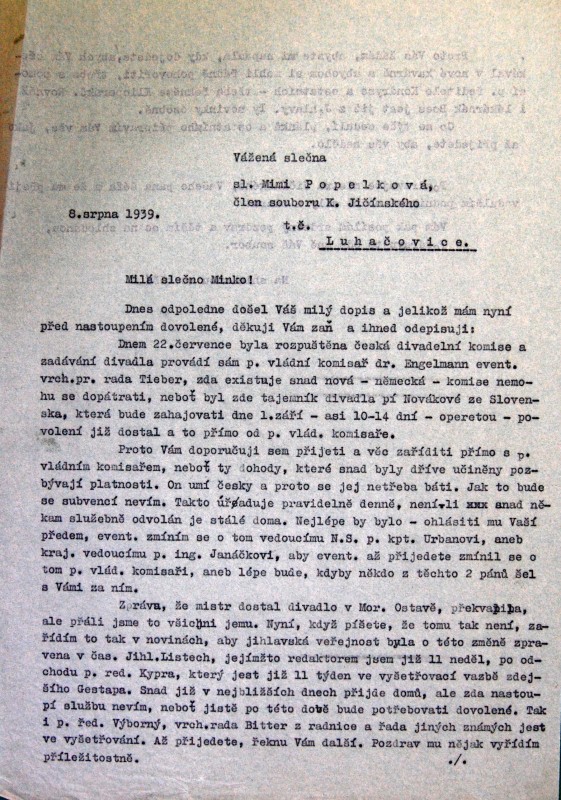 Vážená slečna
sl. Mimi Popelková,
člen souboru K. Jičínského
8.srpna 1939.
t.č.
Luhačovice.
Milá slečno Minko!
Dnes odpoledne došel Váš milý dopis a jelikož mám nyní
před nastoupením dovolené, děkuji Vám zaň a ihned odepisuji:
Dnem 22.července byla rozpuštěna česká divadelní komise a
zadávání divadla provádí sám p. vládní komisař dr. Engelmann event.
vrch.pr. rada Tieber, zda existuje snad nová - německá - komise nemo-
hu se dopátrati, neboť byl zde tajemník divadla pí Novákové ze Sloven-
ska, která bude zahajovati dne 1.září - asi 10-14 dní - operetou - po-
volení již dostal a to přímo od p. vlád. komisaře.
Proto Vám doporučuji sem přijeti a věc zaříditi přímo s p.
vládním komisařem, neboť ty dohody, které snad byly dříve učiněny poz-
bývají platnosti. On umí česky a proto se jej netřeba báti. Jak to bude
se subvencí nevím. Takto úřaduje pravidelně denně, není-li xxx snad ně-
kam služebně odvolán je stálé doma. Nejlépe by bylo - ohlásiti mu Vaší
předem, event. zmíním se o tom vedoucímu N.S. p. kpt. Urbanovi, aneb
kraj. vedoucímu p. ing. Janáčkovi, aby event. až přijedete zmínil se o
tom p. vlád. komisaři, aneb lépe bude, kdyby někdo z těchto 2 pánů šel
s Vámi za ním.
Zpráva, že mistr dostal divadlo v Mor. Ostavě, překvapila,
ale přáli jsme to všichni jemu. Nyní, když píšete, že tomu tak není, za-
řídím to tak v novinách, aby jihlavská veřejnost byla o této změně zpra-
vena v čas. Jihl.Listech, jejímžto redaktorem jsem již 11 neděl, po od-
chodu p. red. Kypra, který jest již 11 týden ve vyšetřovací vazbě zdej-
šího Gestapa. Snad již v nejbližších dnech přijde domů, ale zda nastou-
pí službu nevím, neboť jistě po této době bude potřebovati dovolené. Tak
i p. řed. Výborný, vrch.rada Bitter z radnice a řada jiných známých jest
ve vyšetřování. Až přijedete, řeknu Vám další. Pozdrav mu nějak vyřídím
příležitostně.
./.